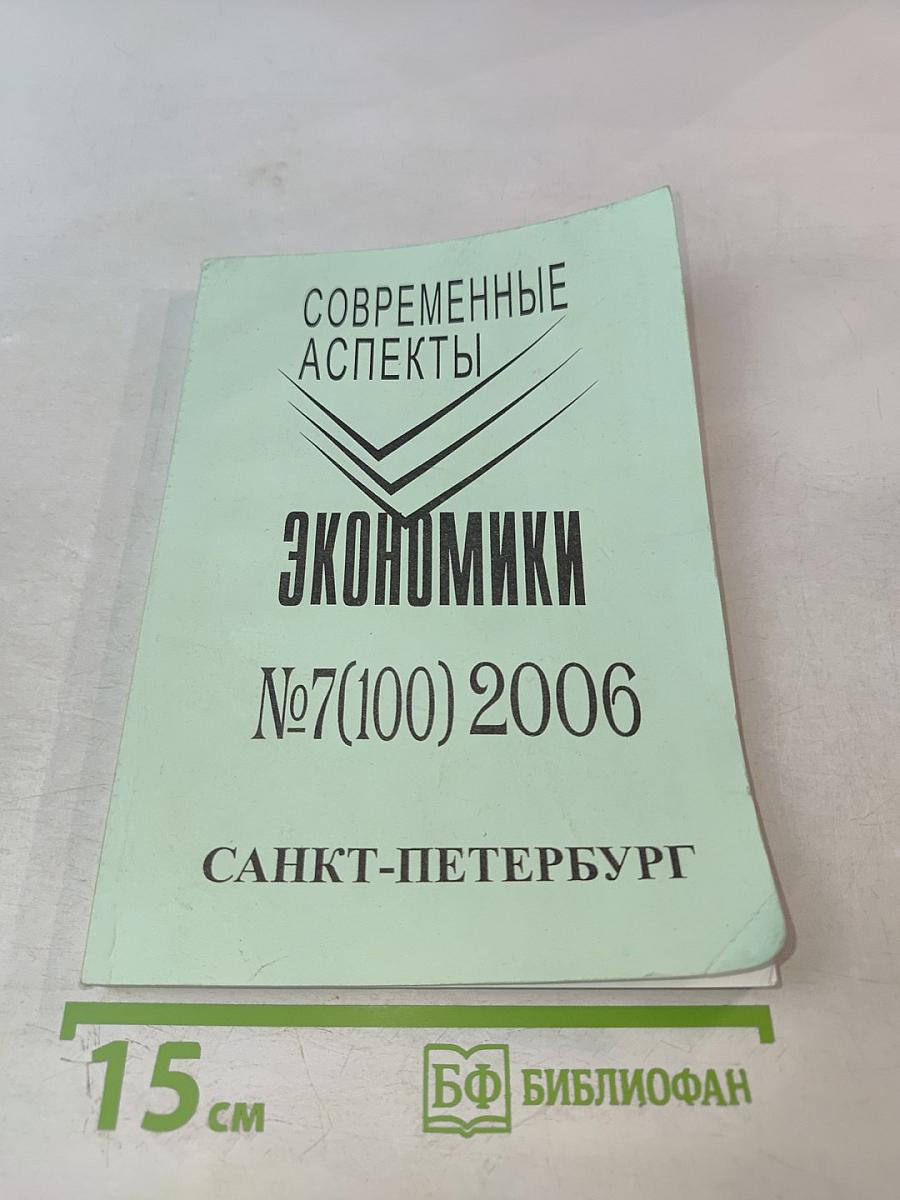 СОВРЕМЕННЫЕ
АСПЕКТЫ
ЭКОНОМИКИ
№7(100) 2006
САНКТ-ПЕТЕРБУРГ
15 см
БФ БИБЛИОФАН